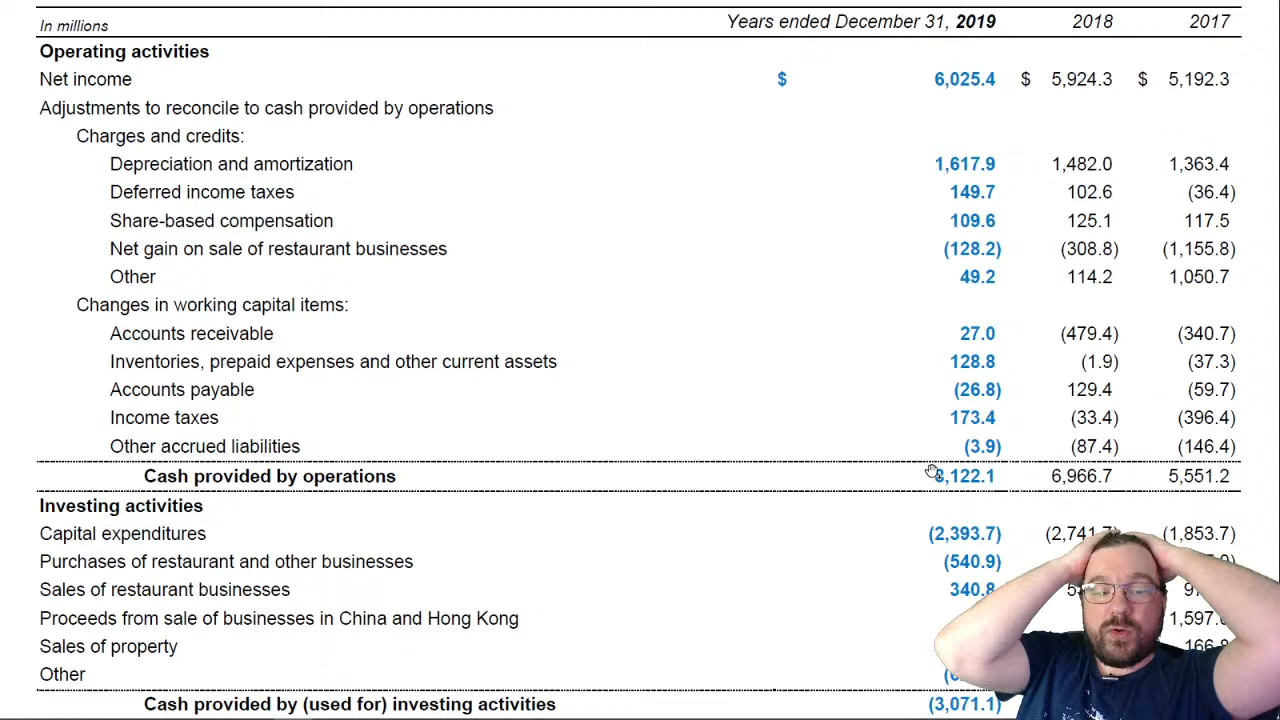 In millions Years ended December 31, 2019 2018 2017
Operating activities
Net income $ 6,025.4 $ 5,924.3 $ 5,192.3
Adjustments to reconcile to cash provided by operations
Charges and credits:
Depreciation and amortization 1,617.9 1,482.0 1,363.4
Deferred income taxes 149.7 102.6 (36.4)
Share-based compensation 109.6 125.1 117.5
Net gain on sale of restaurant businesses (128.2) (308.8) (1,155.8)
Other 49.2 114.2 1,050.7
Changes in working capital items:
Accounts receivable 27.0 (479.4) (340.7)
Inventories, prepaid expenses and other current assets 128.8 (1.9) (37.3)
Accounts payable (26.8) 129.4 (59.7)
Income taxes 173.4 (33.4) (396.4)
Other accrued liabilities (3.9) (87.4) (146.4)
Cash provided by operations 6,966.7 5,551.2
Investing activities
Capital expenditures (2,393.7) (2,741.7) (1,853.7)
Purchases of restaurant and other businesses (540.9)
Sales of restaurant businesses 340.8
Proceeds from sale of businesses in China and Hong Kong
Sales of property
Other
Cash provided by (used for) investing activities (3,071.1)